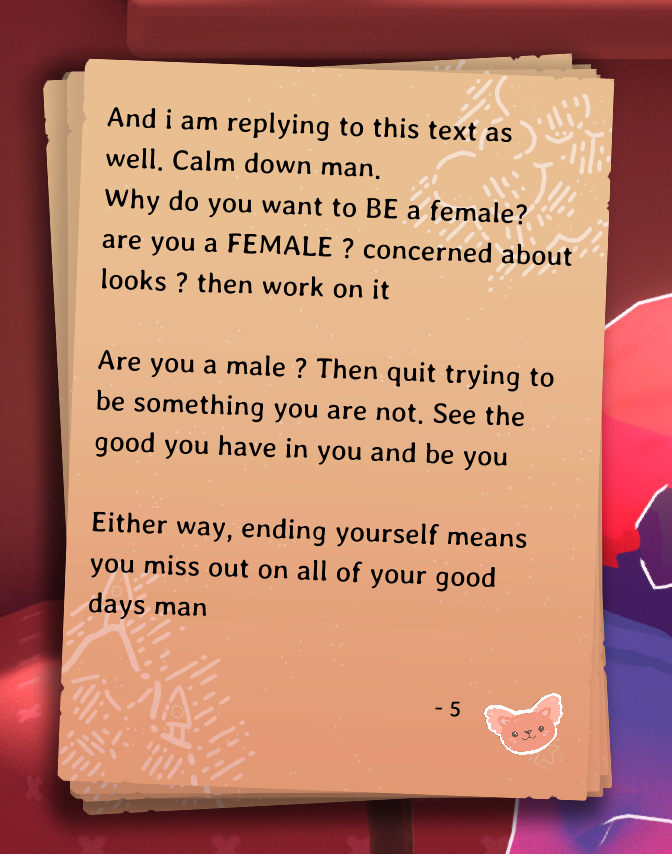 And i am replying to this text as
well. Calm down man.
Why do you want to BE a female?
are you a FEMALE ? concerned about
looks ? then work on it
Are you a male ? Then quit trying to
be something you are not. See the
good you have in you and be you
Either way, ending yourself means
you miss out on all of your good
days man
- 5